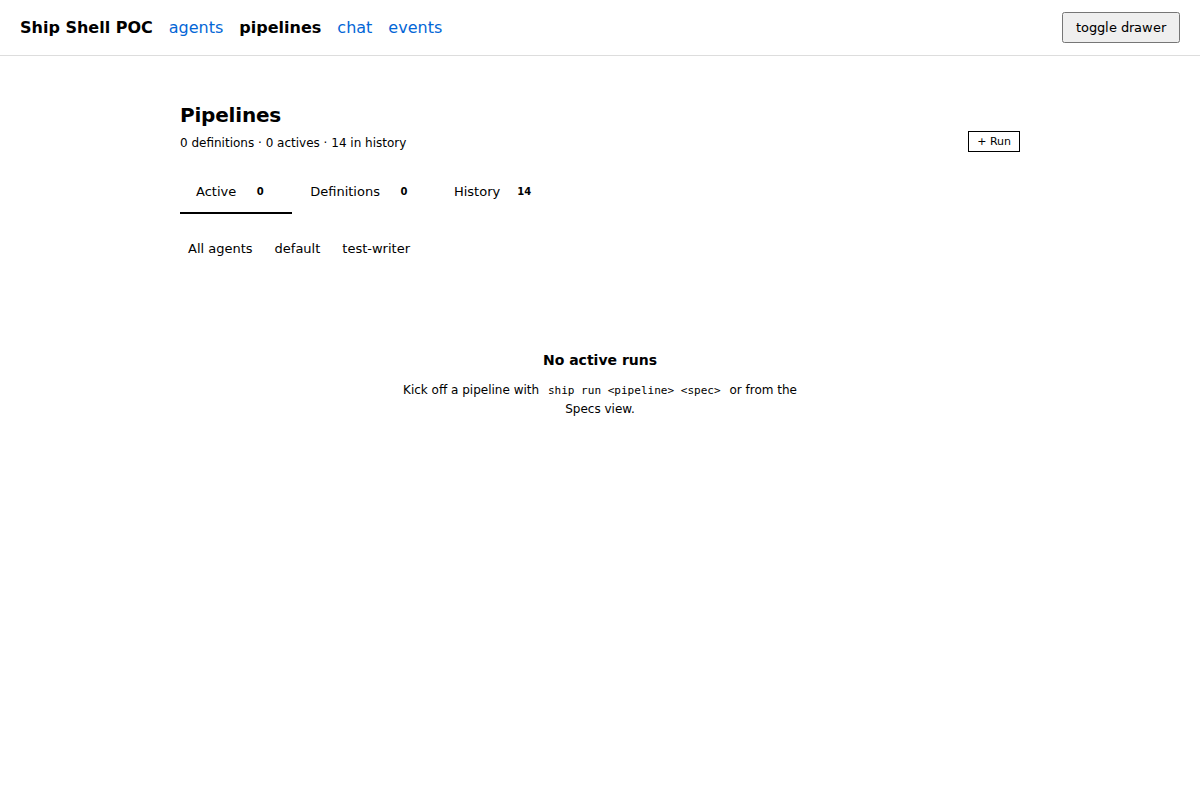 Ship Shell POC agents pipelines chat events toggle drawer
Pipelines
0 definitions · 0 actives · 14 in history
+ Run
Active 0 Definitions 0 History 14
All agents default test-writer
No active runs
Kick off a pipeline with ship run <pipeline> <spec> or from the
Specs view.